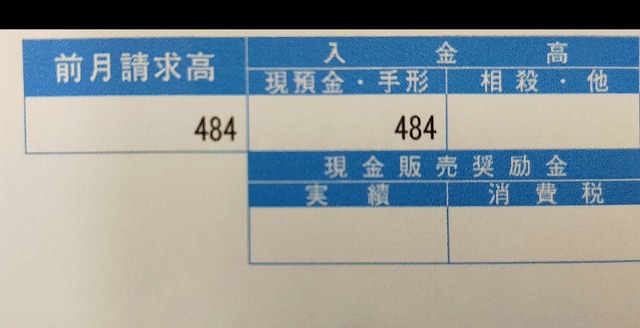 前月請求高
入金高
現預金・手形 相殺・他
484 484
現金販売奨励金
実績 消費税